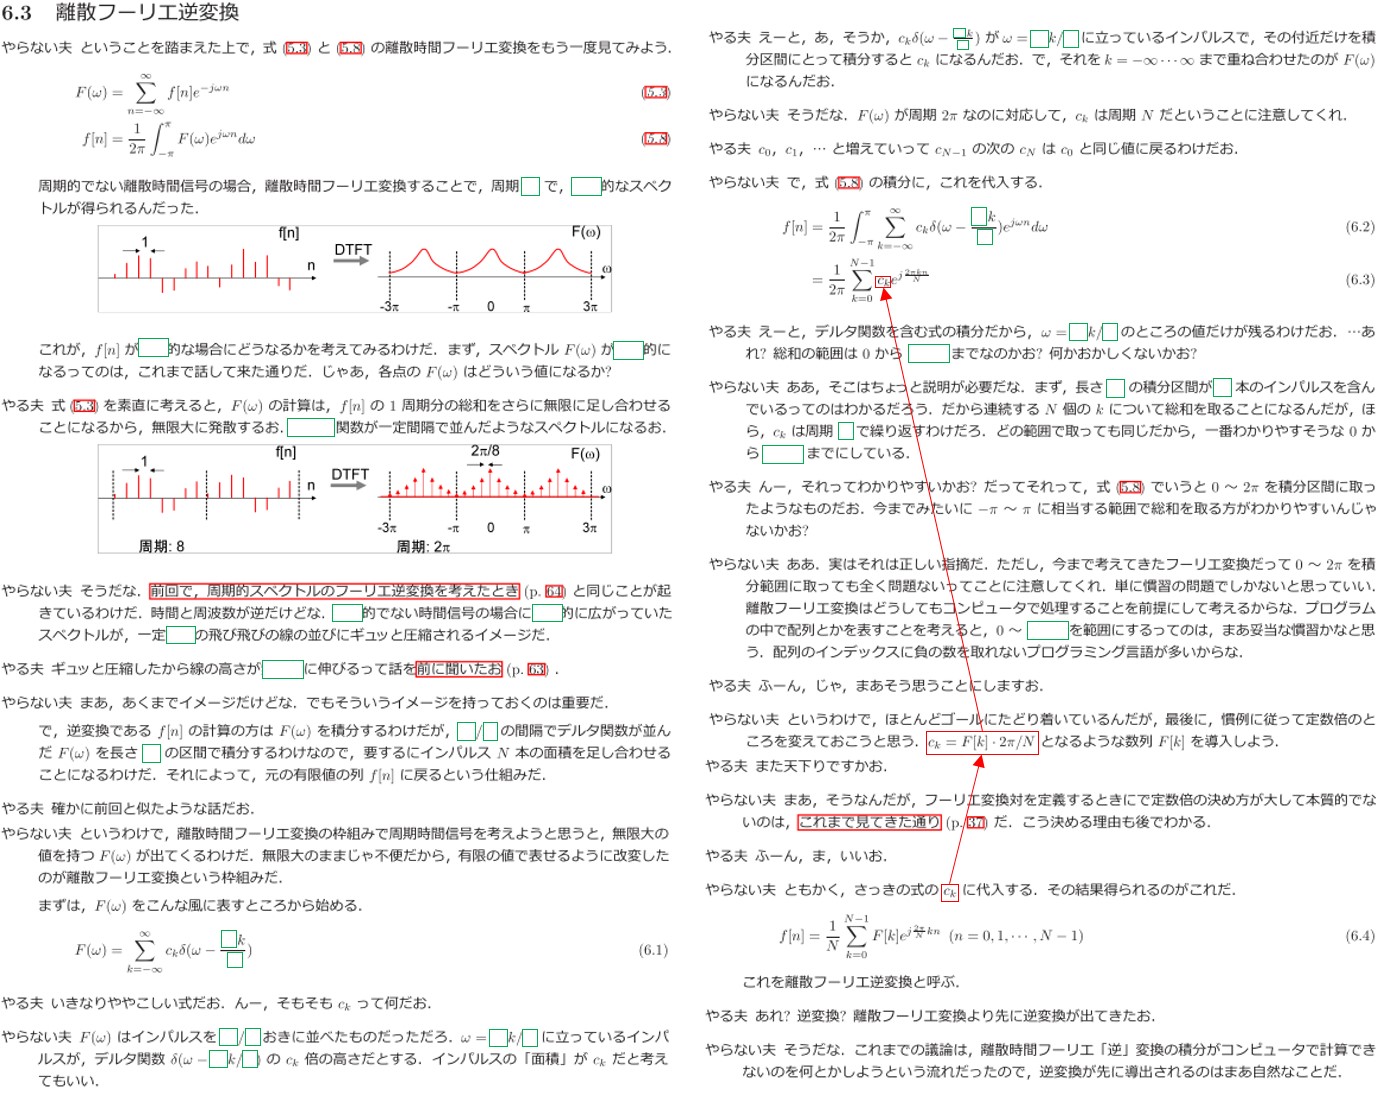 6.3 離散フーリエ逆変換
やらない夫 ということを踏まえた上で，式 (5.3) と (5.8) の離散時間フーリエ変換をもう一度見てみよう．
F(ω) = ∑_{n=−∞}^{∞} f[n]e^{−jωn} (5.3)
f[n] = \frac{1}{2π} ∫_{−π}^{π} F(ω)e^{jωn}dω (5.8)
周期的でない離散時間信号の場合，離散時間フーリエ変換することで，周期□ で，□的なスペク
トルが得られるんだった．
1 f[n] n DTFT F(ω) ω
-3π -π 0 π 3π
これが，f[n] が□的な場合にどうなるかを考えてみるわけだ．まず，スペクトル F(ω) が□的に
なるってのは，これまで話して来た通りだ．じゃあ，各点の F(ω) はどういう値になるか?
やる夫 式 (5.3) を素直に考えると，F(ω) の計算は，f[n] の 1 周期分の総和をさらに無限に足し合わせる
ことになるから，無限大に発散するお．□関数が一定間隔で並んだようなスペクトルになるお．
1 f[n] n DTFT 2π/8 F(ω) ω
-3π -π 0 π 3π
周期: 8 周期: 2π
やらない夫 そうだな．前回で，周期的スペクトルのフーリエ逆変換を考えたとき (p. 64) と同じことが起
きているわけだ．時間と周波数が逆だけどな．□的でない時間信号の場合に□的に広がっていた
スペクトルが，一定□の飛び飛びの線の並びにギュッと圧縮されるイメージだ．
やる夫 ギュッと圧縮したから線の高さが□に伸びるって話を前に聞いたお (p. 63) ．
やらない夫 まあ，あくまでイメージだけどな．でもそういうイメージを持っておくのは重要だ．
で，逆変換である f[n] の計算の方は F(ω) を積分するわけだが，□/□ の間隔でデルタ関数が並ん
だ F(ω) を長さ □ の区間で積分するわけなので，要するにインパルス N 本の面積を足し合わせる
ことになるわけだ．それによって，元の有限値の列 f[n] に戻るという仕組みだ．
やる夫 確かに前回と似たような話だお．
やらない夫 というわけで，離散時間フーリエ変換の枠組みで周期時間信号を考えようと思うと，無限大の
値を持つ F(ω) が出てくるわけだ．無限大のままじゃ不便だから，有限の値で表せるように改変した
のが離散フーリエ変換という枠組みだ．
まずは，F(ω) をこんな風に表すところから始める．
F(ω) = ∑_{k=−∞}^{∞} c_kδ(ω − \frac{□k}{□}) (6.1)
やる夫 いきなりややこしい式だお．んー，そもそも c_k って何だお．
やらない夫 F(ω) はインパルスを□/□おきに並べたものだっただろ．ω = □k/□ に立っているインパ
ルスが，デルタ関数 δ(ω − □k/□) の c_k 倍の高さだとする．インパルスの「面積」が c_k だと考え
てもいい．
やる夫 えーと，あ，そうか，c_kδ(ω − \frac{□k}{□}) が ω = □k/□に立っているインパルスで，その付近だけを積
分区間にとって積分すると c_k になるんだお．で，それを k = −∞ ⋯ ∞ まで重ね合わせたのが F(ω)
になるんだお．
やらない夫 そうだな．F(ω) が周期 2π なのに対応して，c_k は周期 N だということに注意してくれ．
やる夫 c_0，c_1，⋯ と増えていって c_{N−1} の次の c_N は c_0 と同じ値に戻るわけだお．
やらない夫 で，式 (5.8) の積分に，これを代入する．
f[n] = \frac{1}{2π} ∫_{−π}^{π} ∑_{k=−∞}^{∞} c_kδ(ω − \frac{□k}{□})e^{jωn}dω (6.2)
= \frac{1}{2π} ∑_{k=0}^{N−1} c_ke^{j\frac{2πkn}{N}} (6.3)
やる夫 えーと，デルタ関数を含む式の積分だから，ω = □k/□ のところの値だけが残るわけだお．…あ
れ? 総和の範囲は 0 から □までなのかお? 何かおかしくないかお?
やらない夫 ああ，そこはちょっと説明が必要だな．まず，長さ □ の積分区間が□ 本のインパルスを含ん
でいるってのはわかるだろう．だから連続する N 個の k について総和を取ることになるんだが，ほ
ら，c_k は周期 □で繰り返すわけだろ．どの範囲で取っても同じだから，一番わかりやすそうな 0 か
ら □ までにしている．
やる夫 んー，それってわかりやすいかお? だってそれって，式 (5.8) でいうと 0 ～ 2π を積分区間に取っ
たようなものだお．今までみたいに −π ～ π に相当する範囲で総和を取る方がわかりやすいんじゃ
ないかお?
やらない夫 ああ．実はそれは正しい指摘だ．ただし，今まで考えてきたフーリエ変換だって 0 ～ 2π を積
分範囲に取っても全く問題ないってことに注意してくれ．単に慣習の問題でしかないと思っていい．
離散フーリエ変換はどうしてもコンピュータで処理することを前提にして考えるからな．プログラム
の中で配列とかを表すことを考えると，0 ～ □を範囲にするってのは，まあ妥当な慣習かなと思
う．配列のインデックスに負の数を取れないプログラミング言語が多いからな．
やる夫 ふーん，じゃ，まあそう思うことにしますお．
やらない夫 というわけで，ほとんどゴールにたどり着いているんだが，最後に，慣例に従って定数倍のと
ころを変えておこうと思う．c_k = F[k] · 2π/N となるような数列 F[k] を導入しよう．
やる夫 また天下りですかお．
やらない夫 まあ，そうなんだが，フーリエ変換対を定義するときにで定数倍の決め方が大して本質的でな
いのは，これまで見てきた通り (p. 37) だ．こう決める理由も後でわかる．
やる夫 ふーん，ま，いいお．
やらない夫 ともかく，さっきの式の c_k に代入する．その結果得られるのがこれだ．
f[n] = \frac{1}{N} ∑_{k=0}^{N−1} F[k]e^{j\frac{2π}{N}kn} (n = 0, 1, ⋯ , N − 1) (6.4)
これを離散フーリエ逆変換と呼ぶ．
やる夫 あれ? 逆変換? 離散フーリエ変換より先に逆変換が出てきたお．
やらない夫 そうだな．これまでの議論は，離散時間フーリエ「逆」変換の積分がコンピュータで計算でき
ないのを何とかしようという流れだったので，逆変換が先に導出されるのはまあ自然なことだ．